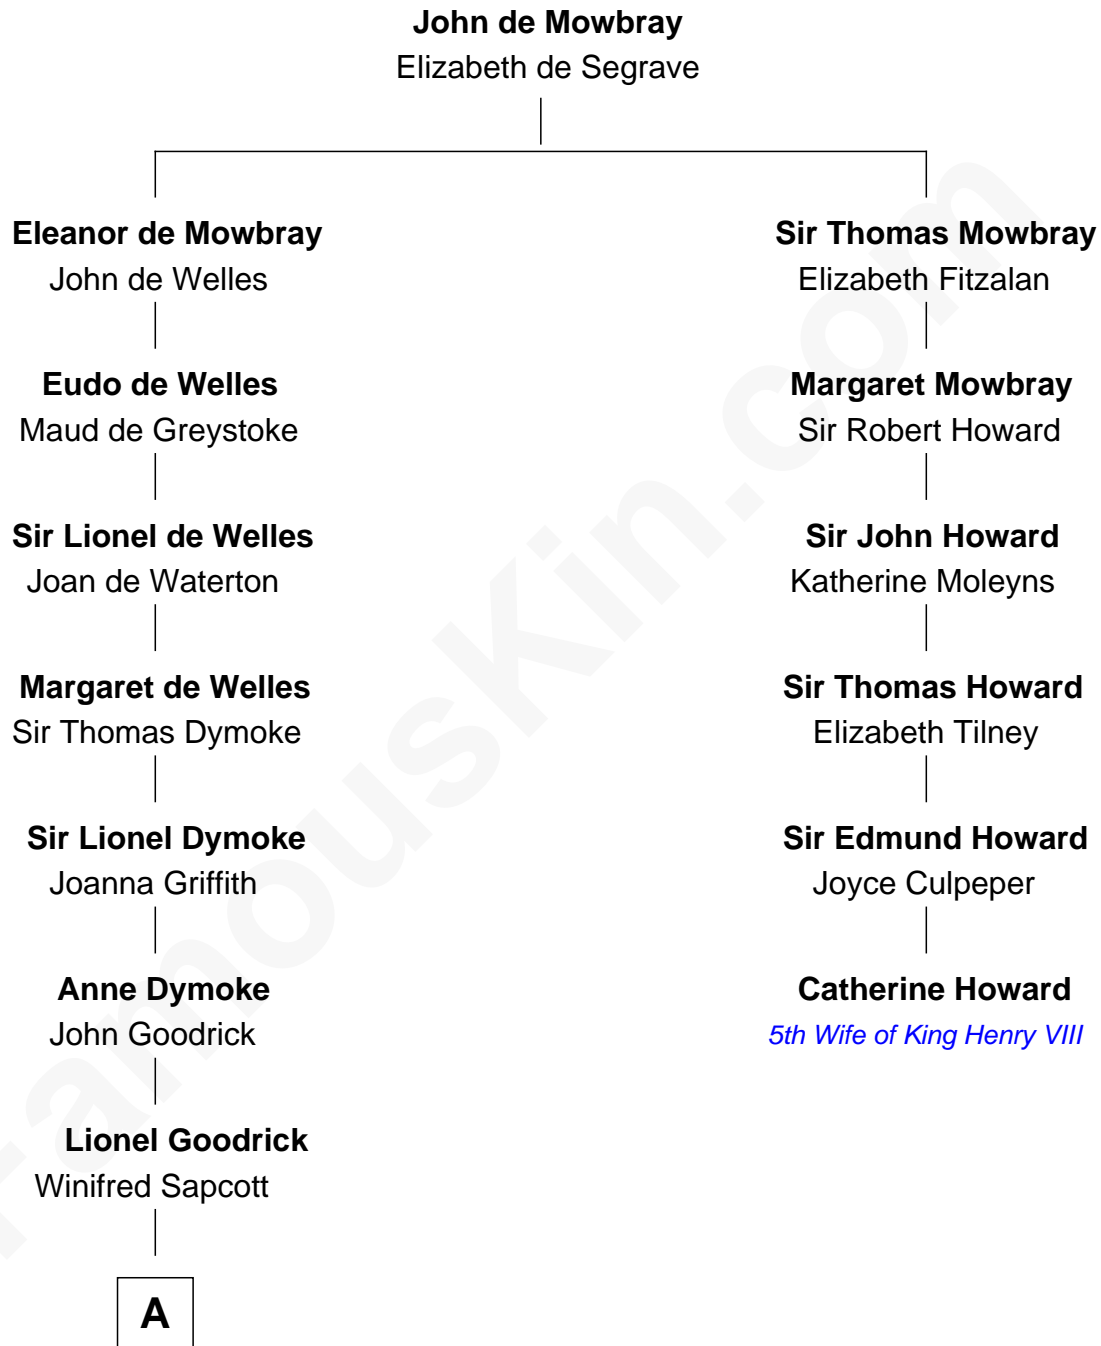 John de Mowbray
Elizabeth de Segrave
Eleanor de Mowbray
John de Welles
Sir Thomas Mowbray
Elizabeth Fitzalan
Eudo de Welles
Maud de Greystoke
Margaret Mowbray
Sir Robert Howard
Sir Lionel de Welles
Joan de Waterton
Sir John Howard
Katherine Moleyns
Margaret de Welles
Sir Thomas Dymoke
Sir Thomas Howard
Elizabeth Tilney
Sir Lionel Dymoke
Joanna Griffith
Sir Edmund Howard
Joyce Culpeper
Anne Dymoke
John Goodrick
Catherine Howard
5th Wife of King Henry VIII
Lionel Goodrick
Winifred Sapcott
A
FamousKin.com